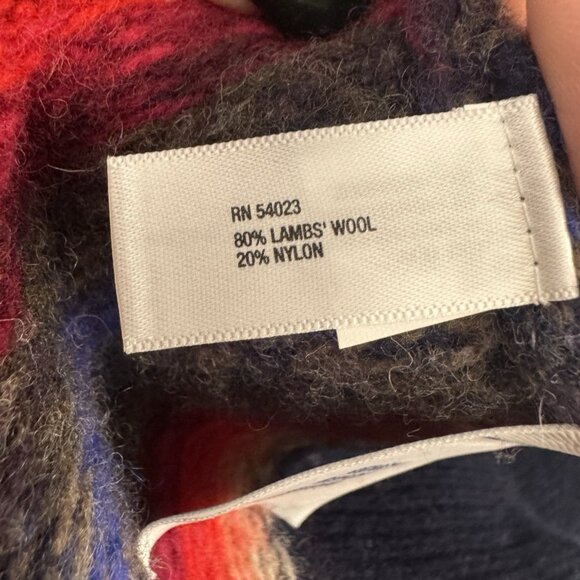 RN 54023
80% LAMBS' WOOL
20% NYLON